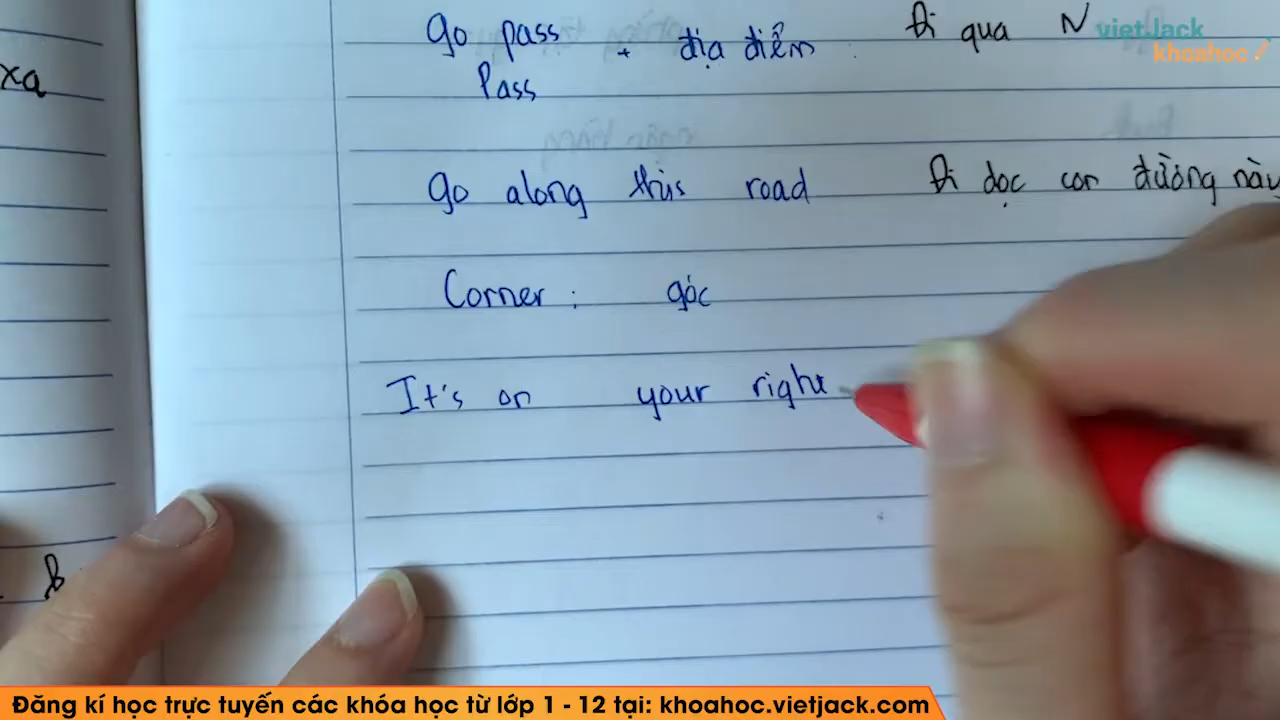 go pass + địa điểm : Đi qua N
Pass
vietJack
khoahoc
xa
go along this road Đi dọc con đường này
Corner : góc
It's on your right
Đăng kí học trực tuyến các khóa học từ lớp 1 - 12 tại: khoahoc.vietjack.com